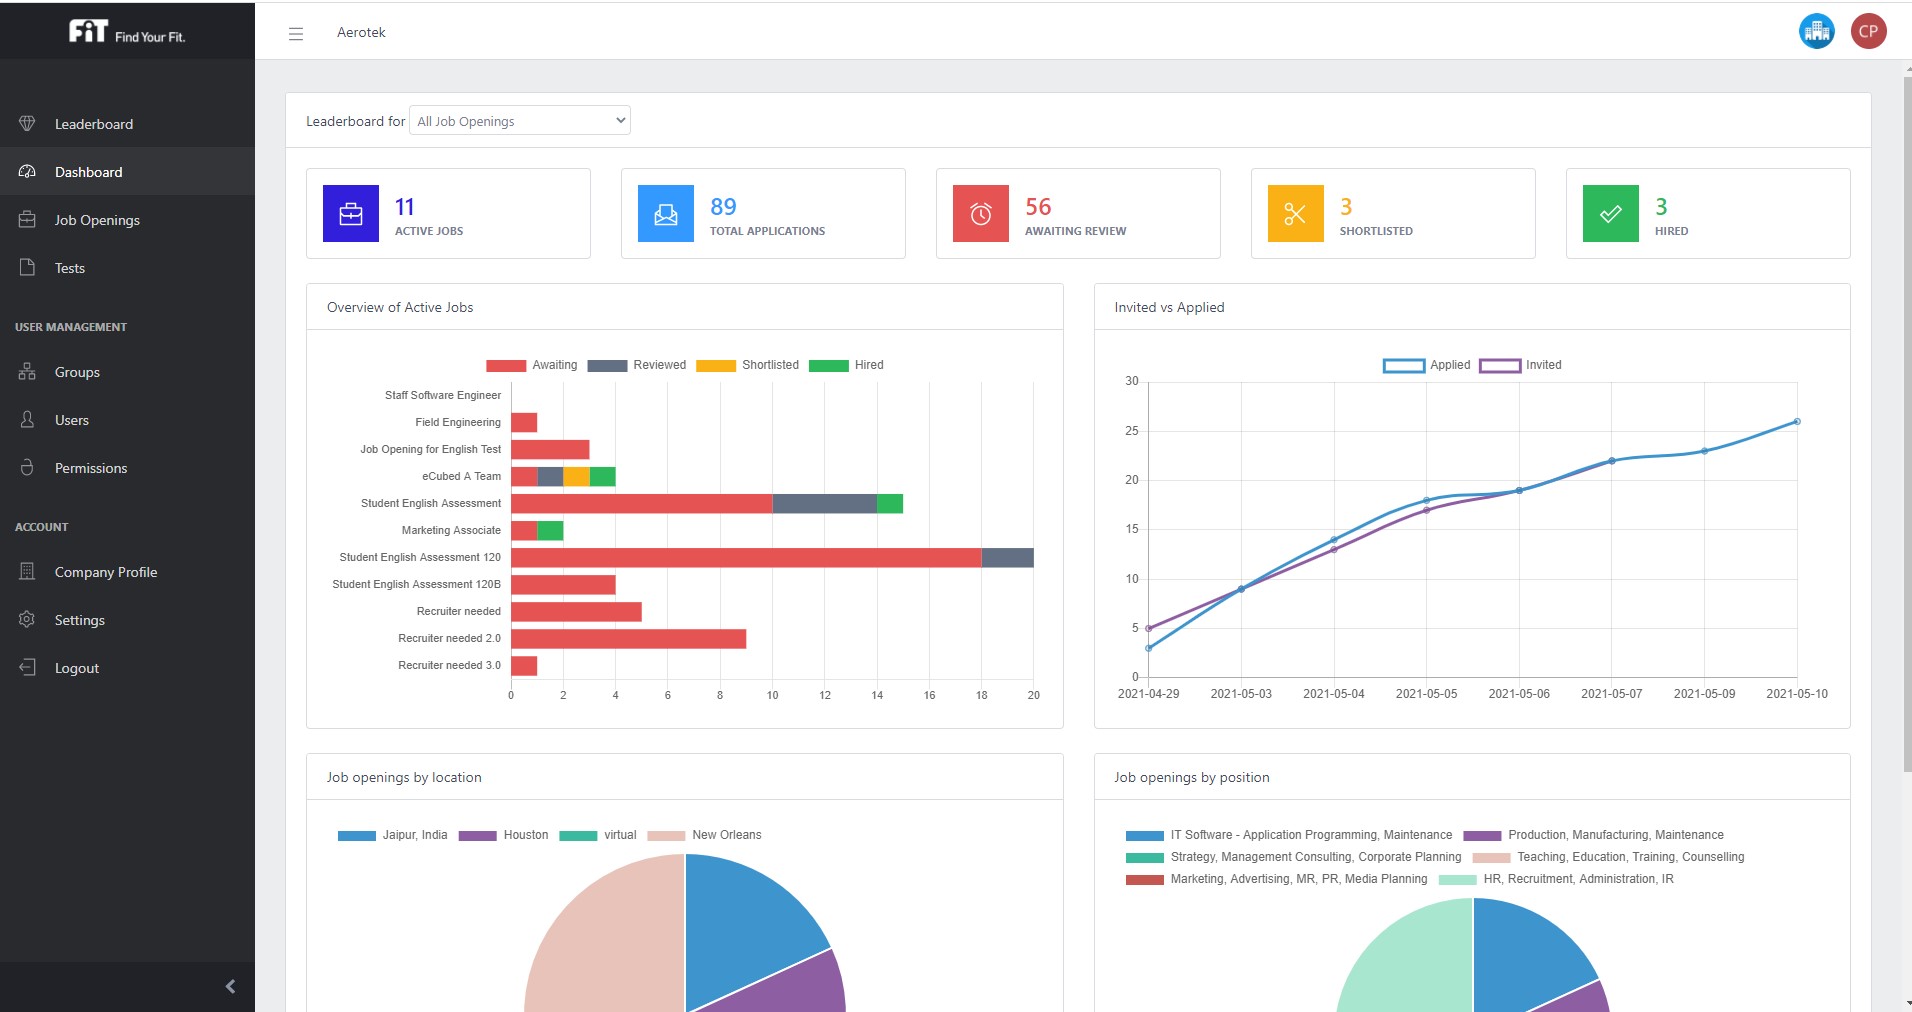 FiT Find Your Fit.
Aerotek
CP
Leaderboard
Dashboard
Job Openings
Tests
USER MANAGEMENT
Groups
Users
Permissions
ACCOUNT
Company Profile
Settings
Logout
Leaderboard for All Job Openings
11
ACTIVE JOBS
89
TOTAL APPLICATIONS
56
AWAITING REVIEW
3
SHORTLISTED
3
HIRED
Overview of Active Jobs
Awaiting Reviewed Shortlisted Hired
Staff Software Engineer
Field Engineering
Job Opening for English Test
eCubed A Team
Student English Assessment
Marketing Associate
Student English Assessment 120
Student English Assessment 120B
Recruiter needed
Recruiter needed 2.0
Recruiter needed 3.0
0 2 4 6 8 10 12 14 16 18 20
Invited vs Applied
Applied Invited
30
25
20
15
10
5
0
2021-04-29 2021-05-03 2021-05-04 2021-05-05 2021-05-06 2021-05-07 2021-05-09 2021-05-10
Job openings by location
Jaipur, India Houston virtual New Orleans
Job openings by position
IT Software - Application Programming, Maintenance Production, Manufacturing, Maintenance
Strategy, Management Consulting, Corporate Planning Teaching, Education, Training, Counselling
Marketing, Advertising, MR, PR, Media Planning HR, Recruitment, Administration, IR